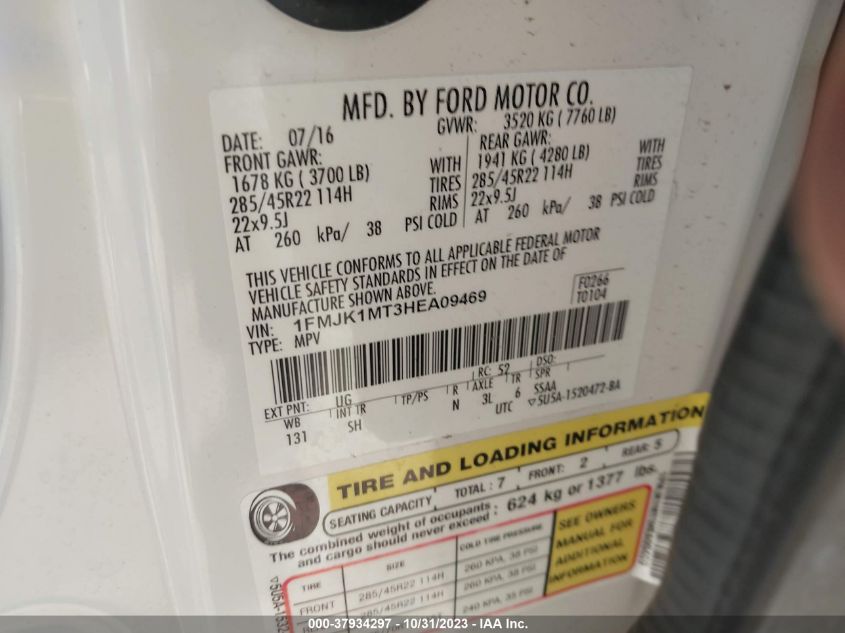 MFD. BY FORD MOTOR CO.
DATE: 07/16 GVWR: 3520 KG ( 7760 LB)
FRONT GAWR: REAR GAWR:
1678 KG ( 3700 LB) WITH 1941 KG ( 4280 LB) WITH
285/45R22 114H TIRES 285/45R22 114H TIRES
22x9.5J RIMS 22x9.5J RIMS
AT 260 kPa/ 38 PSI COLD AT 260 kPa/ 38 PSI COLD
THIS VEHICLE CONFORMS TO ALL APPLICABLE FEDERAL MOTOR
VEHICLE SAFETY STANDARDS IN EFFECT ON THE DATE OF
MANUFACTURE SHOWN ABOVE.
F0266
T0104
VIN: 1FMJK1MT3HEA09469
TYPE: MPV
EXT PNT: UG RC: 52 DSO:
WB INT TR TP/PS R AXLE TR SPR
131 SH N 3L 6 SSAA
UTC ▽5U5A-1520472-BA
TIRE AND LOADING INFORMATION
SEATING CAPACITY TOTAL : 7 FRONT: 2 REAR: 5
The combined weight of occupants : 624 kg or 1377 lbs.
and cargo should never exceed
TIRE SIZE COLD TIRE PRESSURE
FRONT 285/45R22 114H 260 KPA, 38 PSI
285/45R22 114H 260 KPA, 38 PSI
240 KPA, 35 PSI
SEE OWNERS
MANUAL FOR
ADDITIONAL
INFORMATION
000-37934297 - 10/31/2023 - IAA Inc.